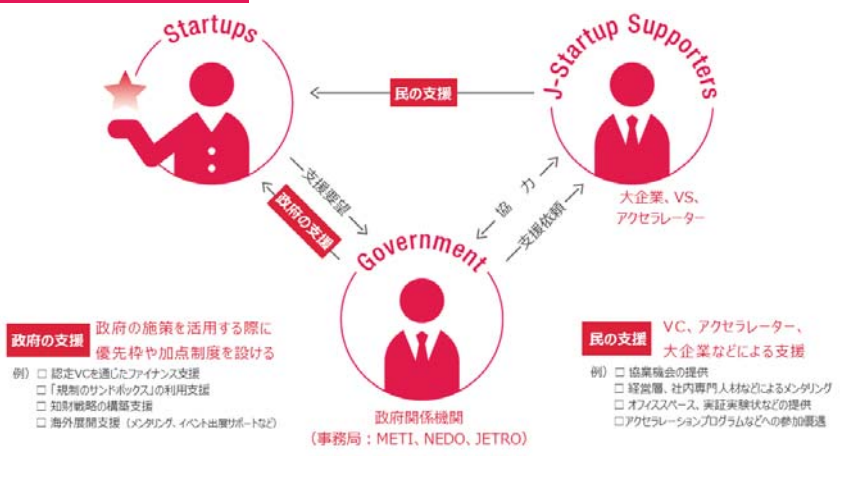 Startups
J-Startup Supporters
民の支援
支援要望
政府の支援
協 力
支援依頼
大企業、VS、
アクセラレーター
Government
政府の支援
政府の施策を活用する際に
優先枠や加点制度を設ける
例）□ 認定VCを通じたファイナンス支援
□「規制のサンドボックス」の利用支援
□ 知財戦略の構築支援
□ 海外展開支援（メンタリング、イベント出展サポートなど）
政府関係機関
（事務局：METI、NEDO、JETRO）
民の支援
VC、アクセラレーター、
大企業などによる支援
例）□ 協業機会の提供
□ 経営層、社内専門人材などによるメンタリング
□ オフィススペース、実証実験状などの提供
□アクセラレーションプログラムなどへの参加優遇